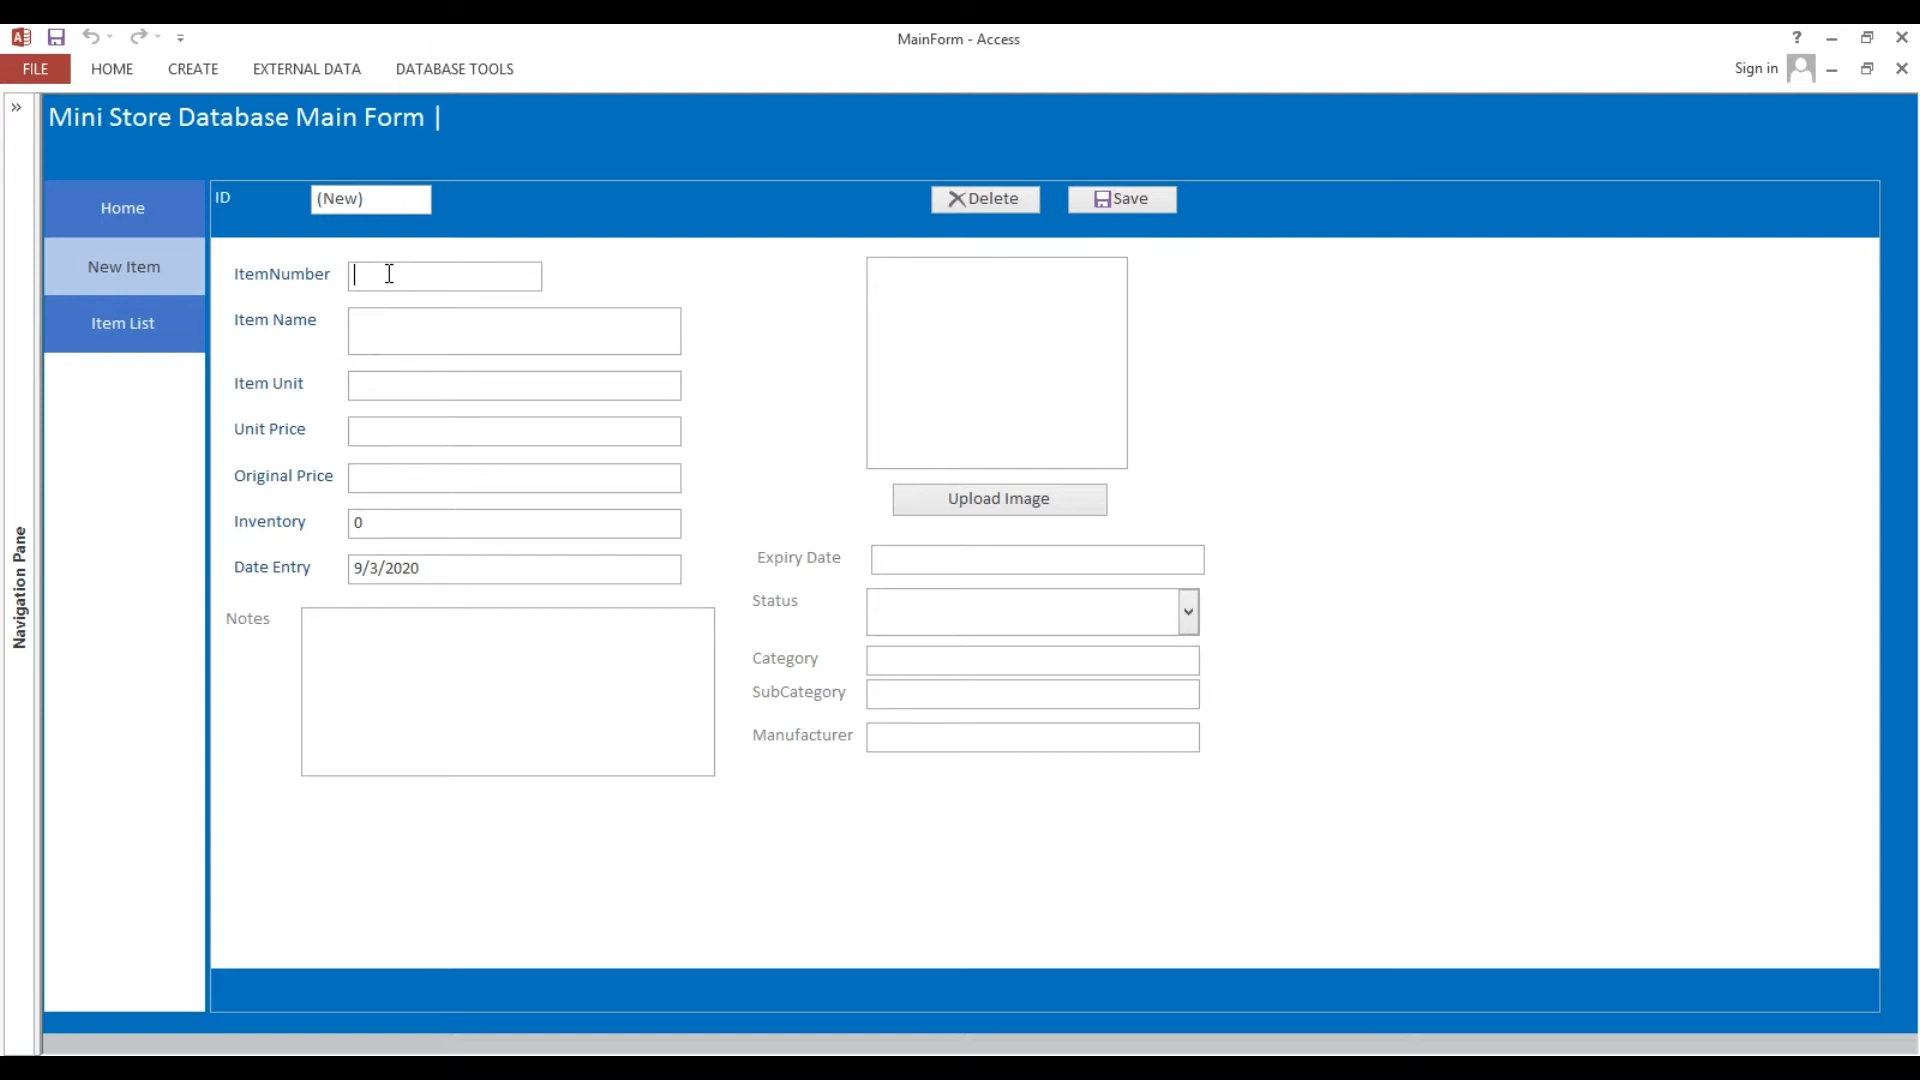 MainForm - Access
?
FILE HOME CREATE EXTERNAL DATA DATABASE TOOLS
Sign in
»
Navigation Pane
Mini Store Database Main Form |
Home
New Item
Item List
ID (New)
Delete
Save
ItemNumber
Item Name
Item Unit
Unit Price
Original Price
Inventory 0
Date Entry 9/3/2020
Notes
Upload Image
Expiry Date
Status
Category
SubCategory
Manufacturer